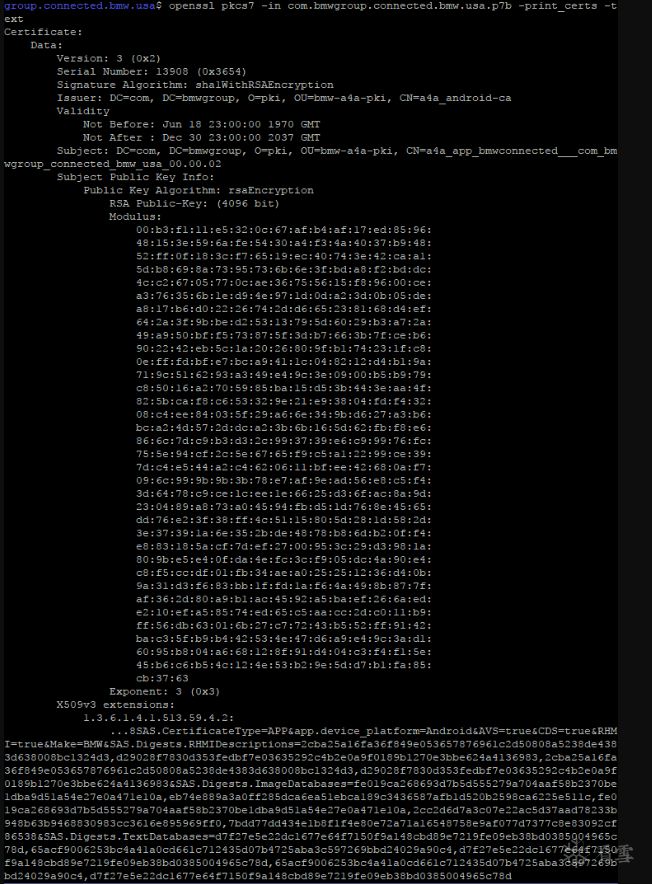 group.connected.bmw.usa$ openssl pkcs7 -in com.bmwgroup.connected.bmw.usa.p7b -print_certs -t
ext
Certificate:
Data:
Version: 3 (0x2)
Serial Number: 13908 (0x3654)
Signature Algorithm: sha1WithRSAEncryption
Issuer: DC=com, DC=bmwgroup, O=pki, OU=bmw-a4a-pki, CN=a4a_android-ca
Validity
Not Before: Jun 18 23:00:00 1970 GMT
Not After : Dec 30 23:00:00 2037 GMT
Subject: DC=com, DC=bmwgroup, O=pki, OU=bmw-a4a-pki, CN=a4a_app_bmwconnected___com_bm
wgroup_connected_bmw_usa_00.00.02
Subject Public Key Info:
Public Key Algorithm: rsaEncryption
RSA Public-Key: (4096 bit)
Modulus:
00:b3:f1:11:e5:32:0c:67:af:b4:af:17:ed:85:96:
48:15:3e:59:6a:fe:54:30:a4:f3:4a:40:37:b9:48:
52:ff:0f:18:3c:f7:65:19:ec:40:74:3e:42:ca:a1:
5d:b8:69:8a:73:95:73:6b:6e:3f:bd:a8:f2:bd:dc:
4c:c2:67:05:77:0c:ae:36:75:56:15:f8:96:00:ce:
a3:76:35:6b:1e:d9:4e:97:1d:0d:a2:3d:0b:05:de:
a8:17:b6:d0:22:26:74:2d:d6:65:23:81:68:d4:ef:
64:2a:3f:9b:be:d2:53:13:79:5d:60:29:b3:a7:2a:
49:a9:50:bf:f5:73:87:5f:3d:b7:66:3b:7f:ce:b6:
90:22:42:eb:5c:1a:20:26:80:9f:b1:74:23:1f:c8:
0e:ff:fd:bf:e7:bc:a9:41:1c:04:82:12:d4:b1:9a:
71:9c:51:62:93:a3:49:e4:9c:3e:09:00:b5:b9:79:
c8:50:16:a2:70:59:85:ba:15:d5:3b:44:3e:aa:4f:
82:5b:ca:f8:c6:53:32:9e:21:e9:38:04:fd:f4:32:
08:c4:ee:84:03:5f:29:a6:6e:34:9b:d6:27:a3:b6:
bc:a2:4d:57:2d:dc:a2:3b:6b:16:5d:62:fb:f8:e6:
86:6c:7d:c9:b3:d3:2c:99:37:39:e6:c9:99:76:fc:
75:5e:94:cf:2c:5e:67:65:f9:c5:a1:22:99:ce:39:
7d:c4:e5:44:a2:c4:62:06:11:bf:ee:42:68:0a:f7:
09:6c:99:9b:9b:3b:78:e7:af:9e:ad:56:e8:c5:f4:
3d:64:78:c9:ce:1c:ee:1e:66:25:d3:6f:ac:8a:9d:
23:04:89:a8:73:a0:45:94:fb:d5:1d:76:8e:45:65:
dd:76:e2:3f:38:ff:4c:51:15:80:5d:28:1d:58:2d:
3e:37:39:1a:6e:35:2b:de:48:78:b8:6d:b2:0f:f4:
e8:83:18:5a:cf:7d:ef:27:00:95:3c:29:d3:98:1a:
80:9b:e5:e4:0f:da:4e:fc:3c:f9:05:dc:4a:90:e4:
c8:f5:cc:df:01:fb:34:ae:a0:25:25:12:36:d4:0b:
9a:31:d3:f6:83:bb:1f:fd:1a:f6:4a:49:8b:87:7f:
af:36:2d:80:a9:b1:ac:45:92:a5:ba:ef:26:6a:ed:
e2:10:ef:a5:85:74:ed:65:c5:aa:cc:2d:c0:11:b9:
ff:56:db:63:01:6b:27:c7:72:43:b5:52:ff:91:42:
ba:c3:5f:b9:b4:42:53:4e:47:d6:a9:e4:9c:3a:d1:
60:95:b8:04:a6:68:12:8f:91:d4:04:c3:f4:f1:5e:
45:b6:c6:b5:4c:12:4e:53:b2:9e:5d:d7:b1:fa:85:
cb:37:63
Exponent: 3 (0x3)
X509v3 extensions:
1.3.6.1.4.1.513.59.4.2:
...8SAS.CertificateType=APP&app.device_platform=Android&AVS=true&CDS=true&RHM
I=true&Make=BMW&SAS.Digests.RHMIDescriptions=2cba25a16fa36f849e053657876961c2d50808a5238de438
3d638008bc1324d3,d29028f7830d353fedbf7e03635292c4b2e0a9f0189b1270e3bbe624a4136983,2cba25a16fa
36f849e053657876961c2d50808a5238de4383d638008bc1324d3,d29028f7830d353fedbf7e03635292c4b2e0a9f
0189b1270e3bbe624a4136983&SAS.Digests.ImageDatabases=fe019ca268693d7b5d555279a704aaf58b2370be
1dba9d51a54e27e0a471e10a,eb74e889a3a0ff285dca6ea51ebca189c3436587afb1d520b2598ca6225e511c,fe0
19ca268693d7b5d555279a704aaf58b2370be1dba9d51a54e27e0a471e10a,2cc2d6d7a3c07e22ac5d37aad78233b
948b63b9468830983cc3616e895969ff0,7bd77dd434e1b8f1f4e80e72a71a16548758e9af077d7377c8e83092cf
86538&SAS.Digests.TextDatabases=d7f27e5e22dc1677e64f7150f9a148cbd89e7219fe09eb38bd0385004965c
78d,65acf9006253bc4a41a0cd661c712435d07b4725aba3c597269bbd24029a90c4,d7f27e5e22dc1677e64f7150
f9a148cbd89e7219fe09eb38bd0385004965c78d,65acf9006253bc4a41a0cd661c712435d07b4725aba3c597269b
bd24029a90c4,d7f27e5e22dc1677e64f7150f9a148cbd89e7219fe09eb38bd0385004965c78d